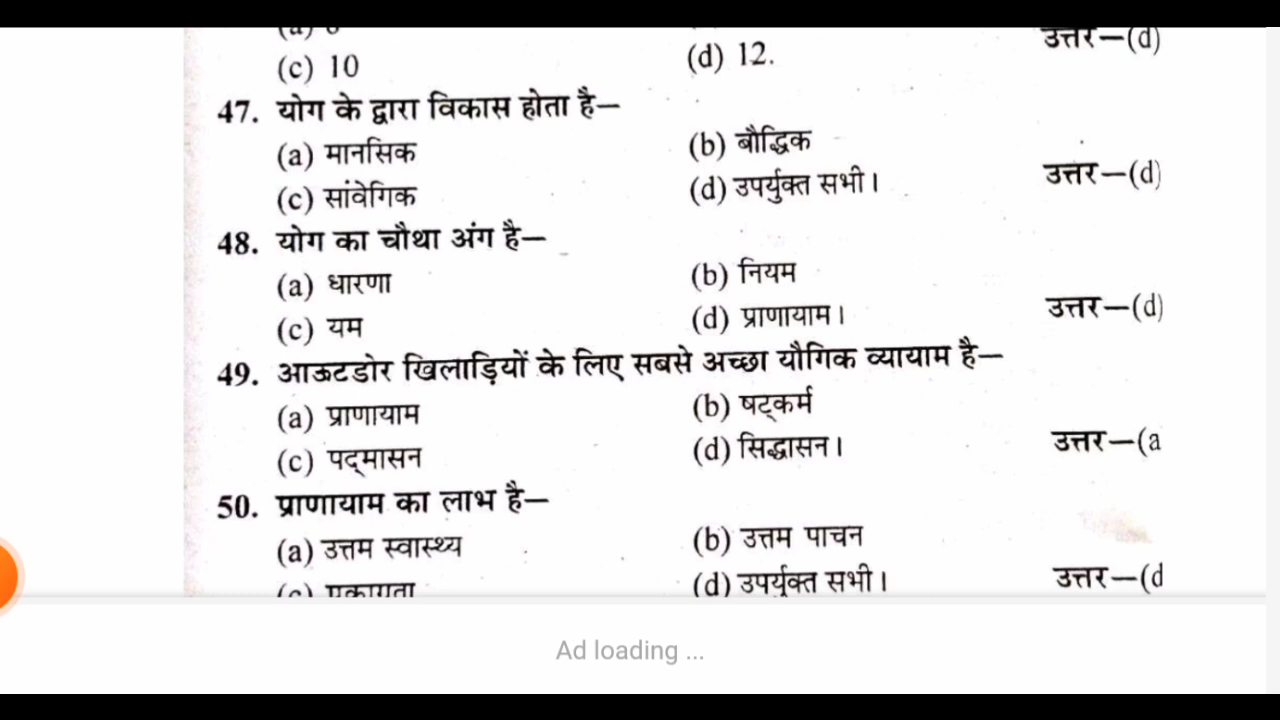 (c) 10 (d) 12. उत्तर—(d)
47. योग के द्वारा विकास होता है—
(a) मानसिक (b) बौद्धिक
(c) सांवेगिक (d) उपर्युक्त सभी। उत्तर—(d)
48. योग का चौथा अंग है—
(a) धारणा (b) नियम
(c) यम (d) प्राणायाम। उत्तर—(d)
49. आऊटडोर खिलाड़ियों के लिए सबसे अच्छा यौगिक व्यायाम है—
(a) प्राणायाम (b) षट्कर्म
(c) पद्मासन (d) सिद्धासन। उत्तर—(a
50. प्राणायाम का लाभ है—
(a) उत्तम स्वास्थ्य (b) उत्तम पाचन
(c) एकाग्रता (d) उपर्युक्त सभी। उत्तर—(d
Ad loading ...